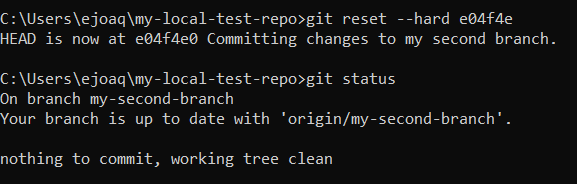 C:\Users\ejoaq\my-local-test-repo>git reset --hard e04f4e
HEAD is now at e04f4e0 Committing changes to my second branch.
C:\Users\ejoaq\my-local-test-repo>git status
On branch my-second-branch
Your branch is up to date with 'origin/my-second-branch'.
nothing to commit, working tree clean